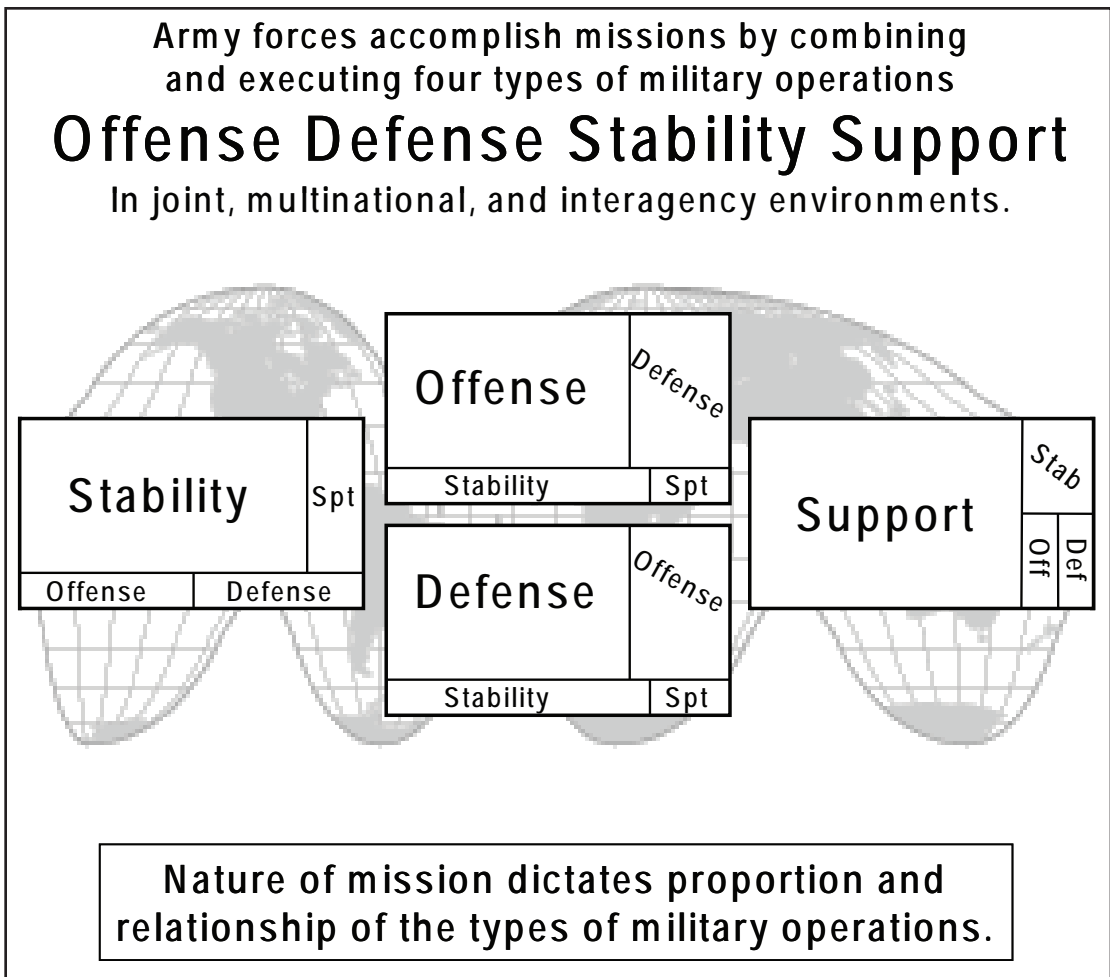 Army forces accomplish missions by combining
and executing four types of military operations
Offense Defense Stability Support
In joint, multinational, and interagency environments.
Stability
Spt
Offense
Defense
Offense
Defense
Stability
Spt
Defense
Offense
Stability
Spt
Support
Stab
Off
Def
Nature of mission dictates proportion and
relationship of the types of military operations.